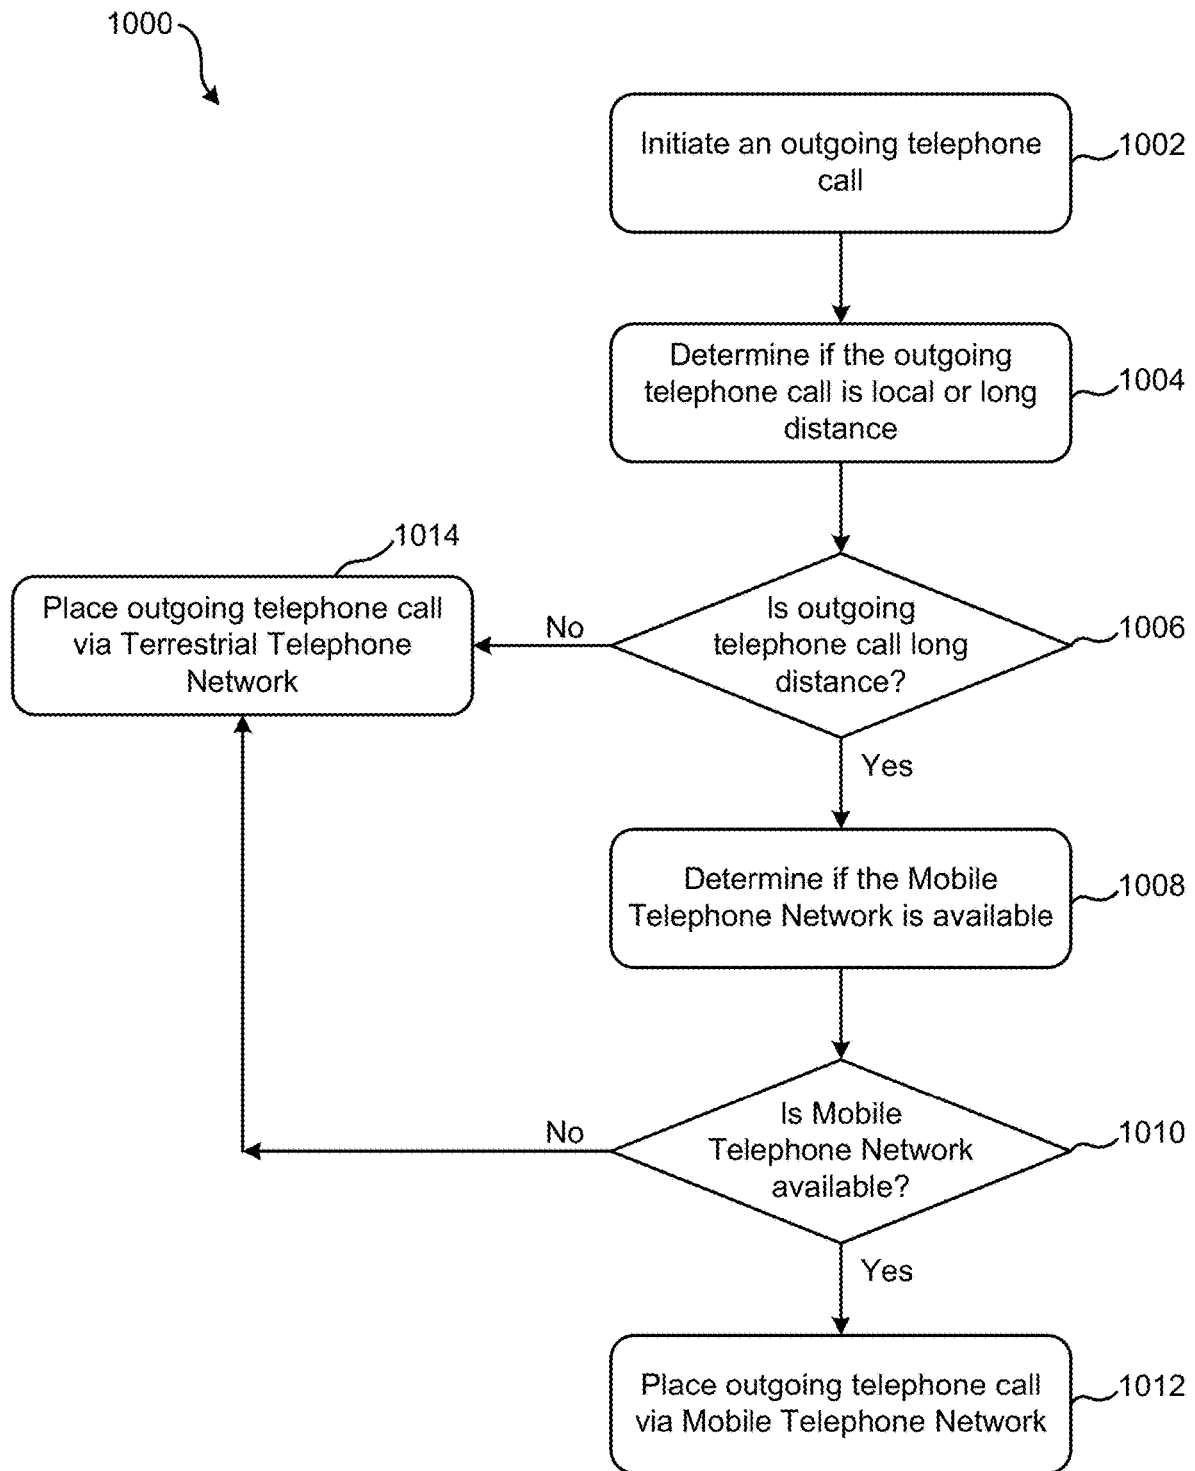 1000
Initiate an outgoing telephone
call
1002
Determine if the outgoing
telephone call is local or long
distance
1004
1014
Place outgoing telephone call
via Terrestrial Telephone
Network
No
Is outgoing
telephone call long
distance?
1006
Yes
Determine if the Mobile
Telephone Network is available
1008
No
Is Mobile
Telephone Network
available?
1010
Yes
Place outgoing telephone call
via Mobile Telephone Network
1012